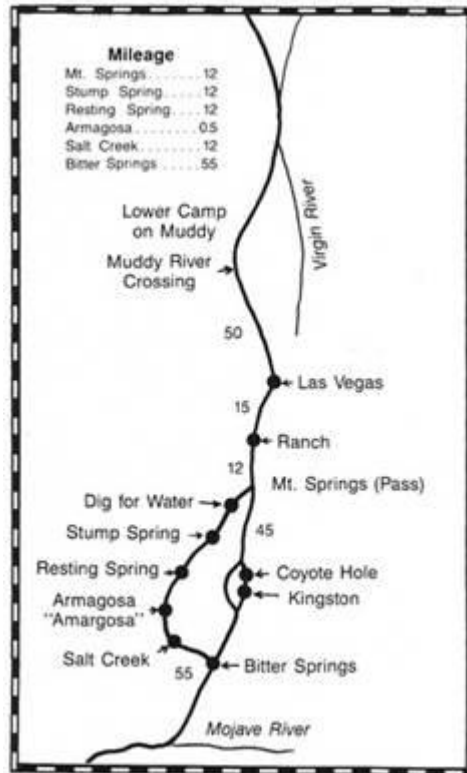 Mileage
Mt. Springs.......12
Stump Spring.....12
Resting Spring....12
Armagosa........0.5
Salt Creek........12
Bitter Springs.....55
Lower Camp
on Muddy
Muddy River
Crossing
Virgin River
50
Las Vegas
15
Ranch
12
Mt. Springs (Pass)
Dig for Water
45
Stump Spring
Resting Spring
Coyote Hole
Kingston
Armagosa
"Amargosa"
Salt Creek
55
Bitter Springs
Mojave River